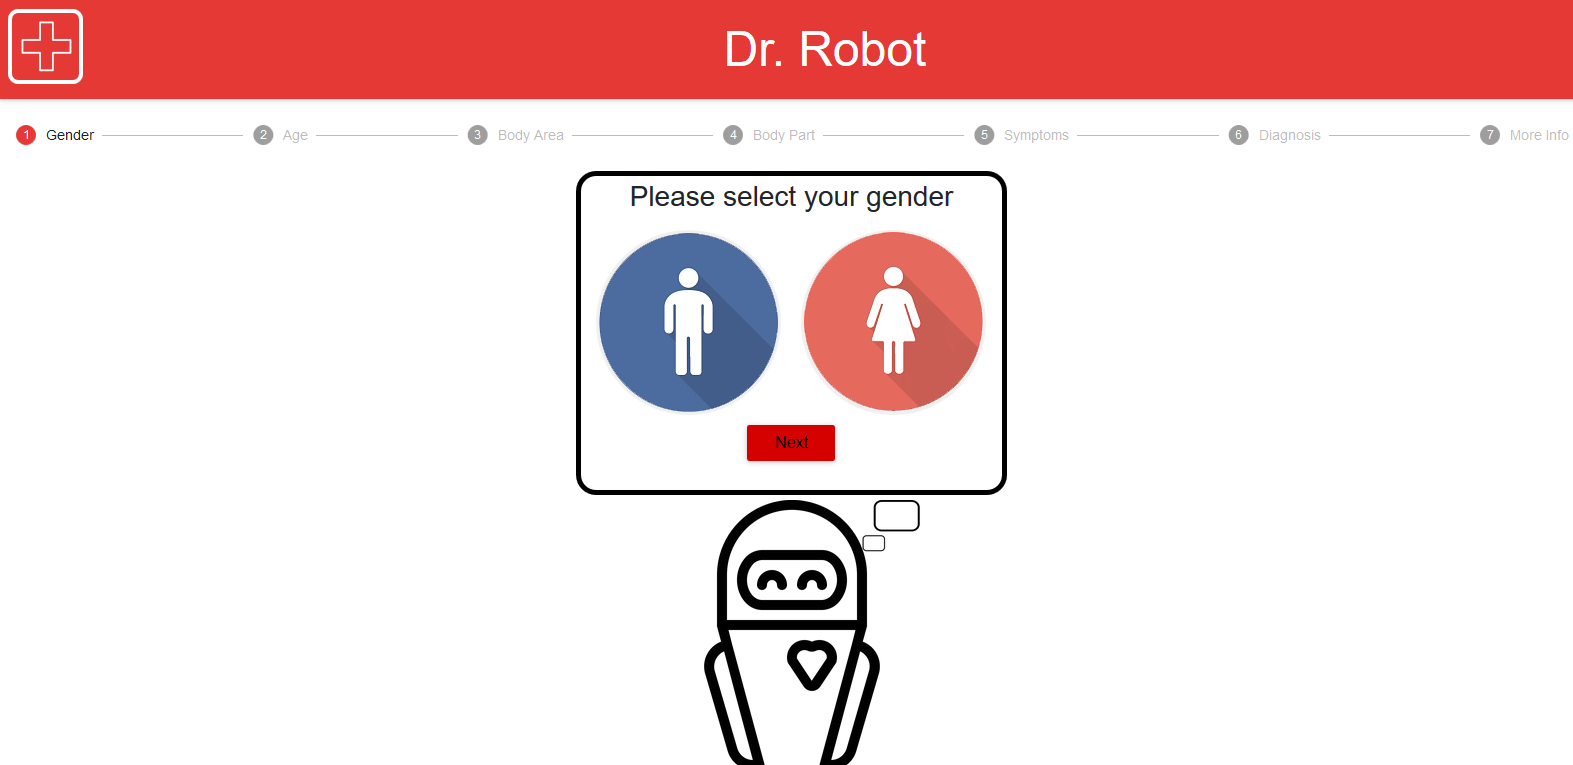 Dr. Robot
1 Gender 2 Age 3 Body Area 4 Body Part 5 Symptoms 6 Diagnosis 7 More Info
Please select your gender
Next